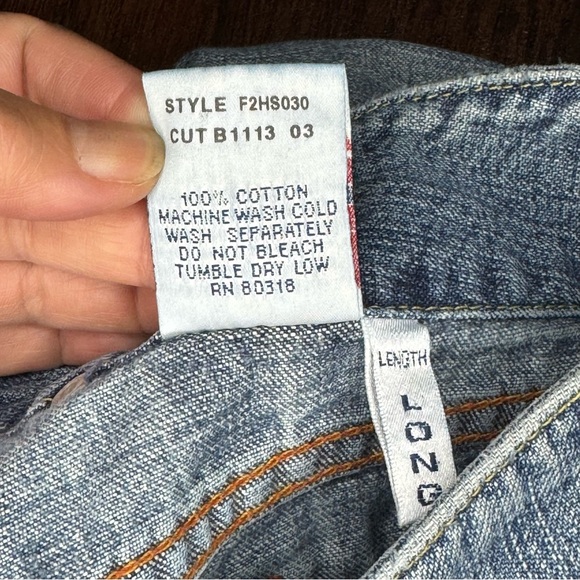 STYLE F2HS030
CUT B1113 03
100% COTTON
MACHINE WASH COLD
WASH SEPARATELY
DO NOT BLEACH
TUMBLE DRY LOW
RN 80318
LENGTH
LONG